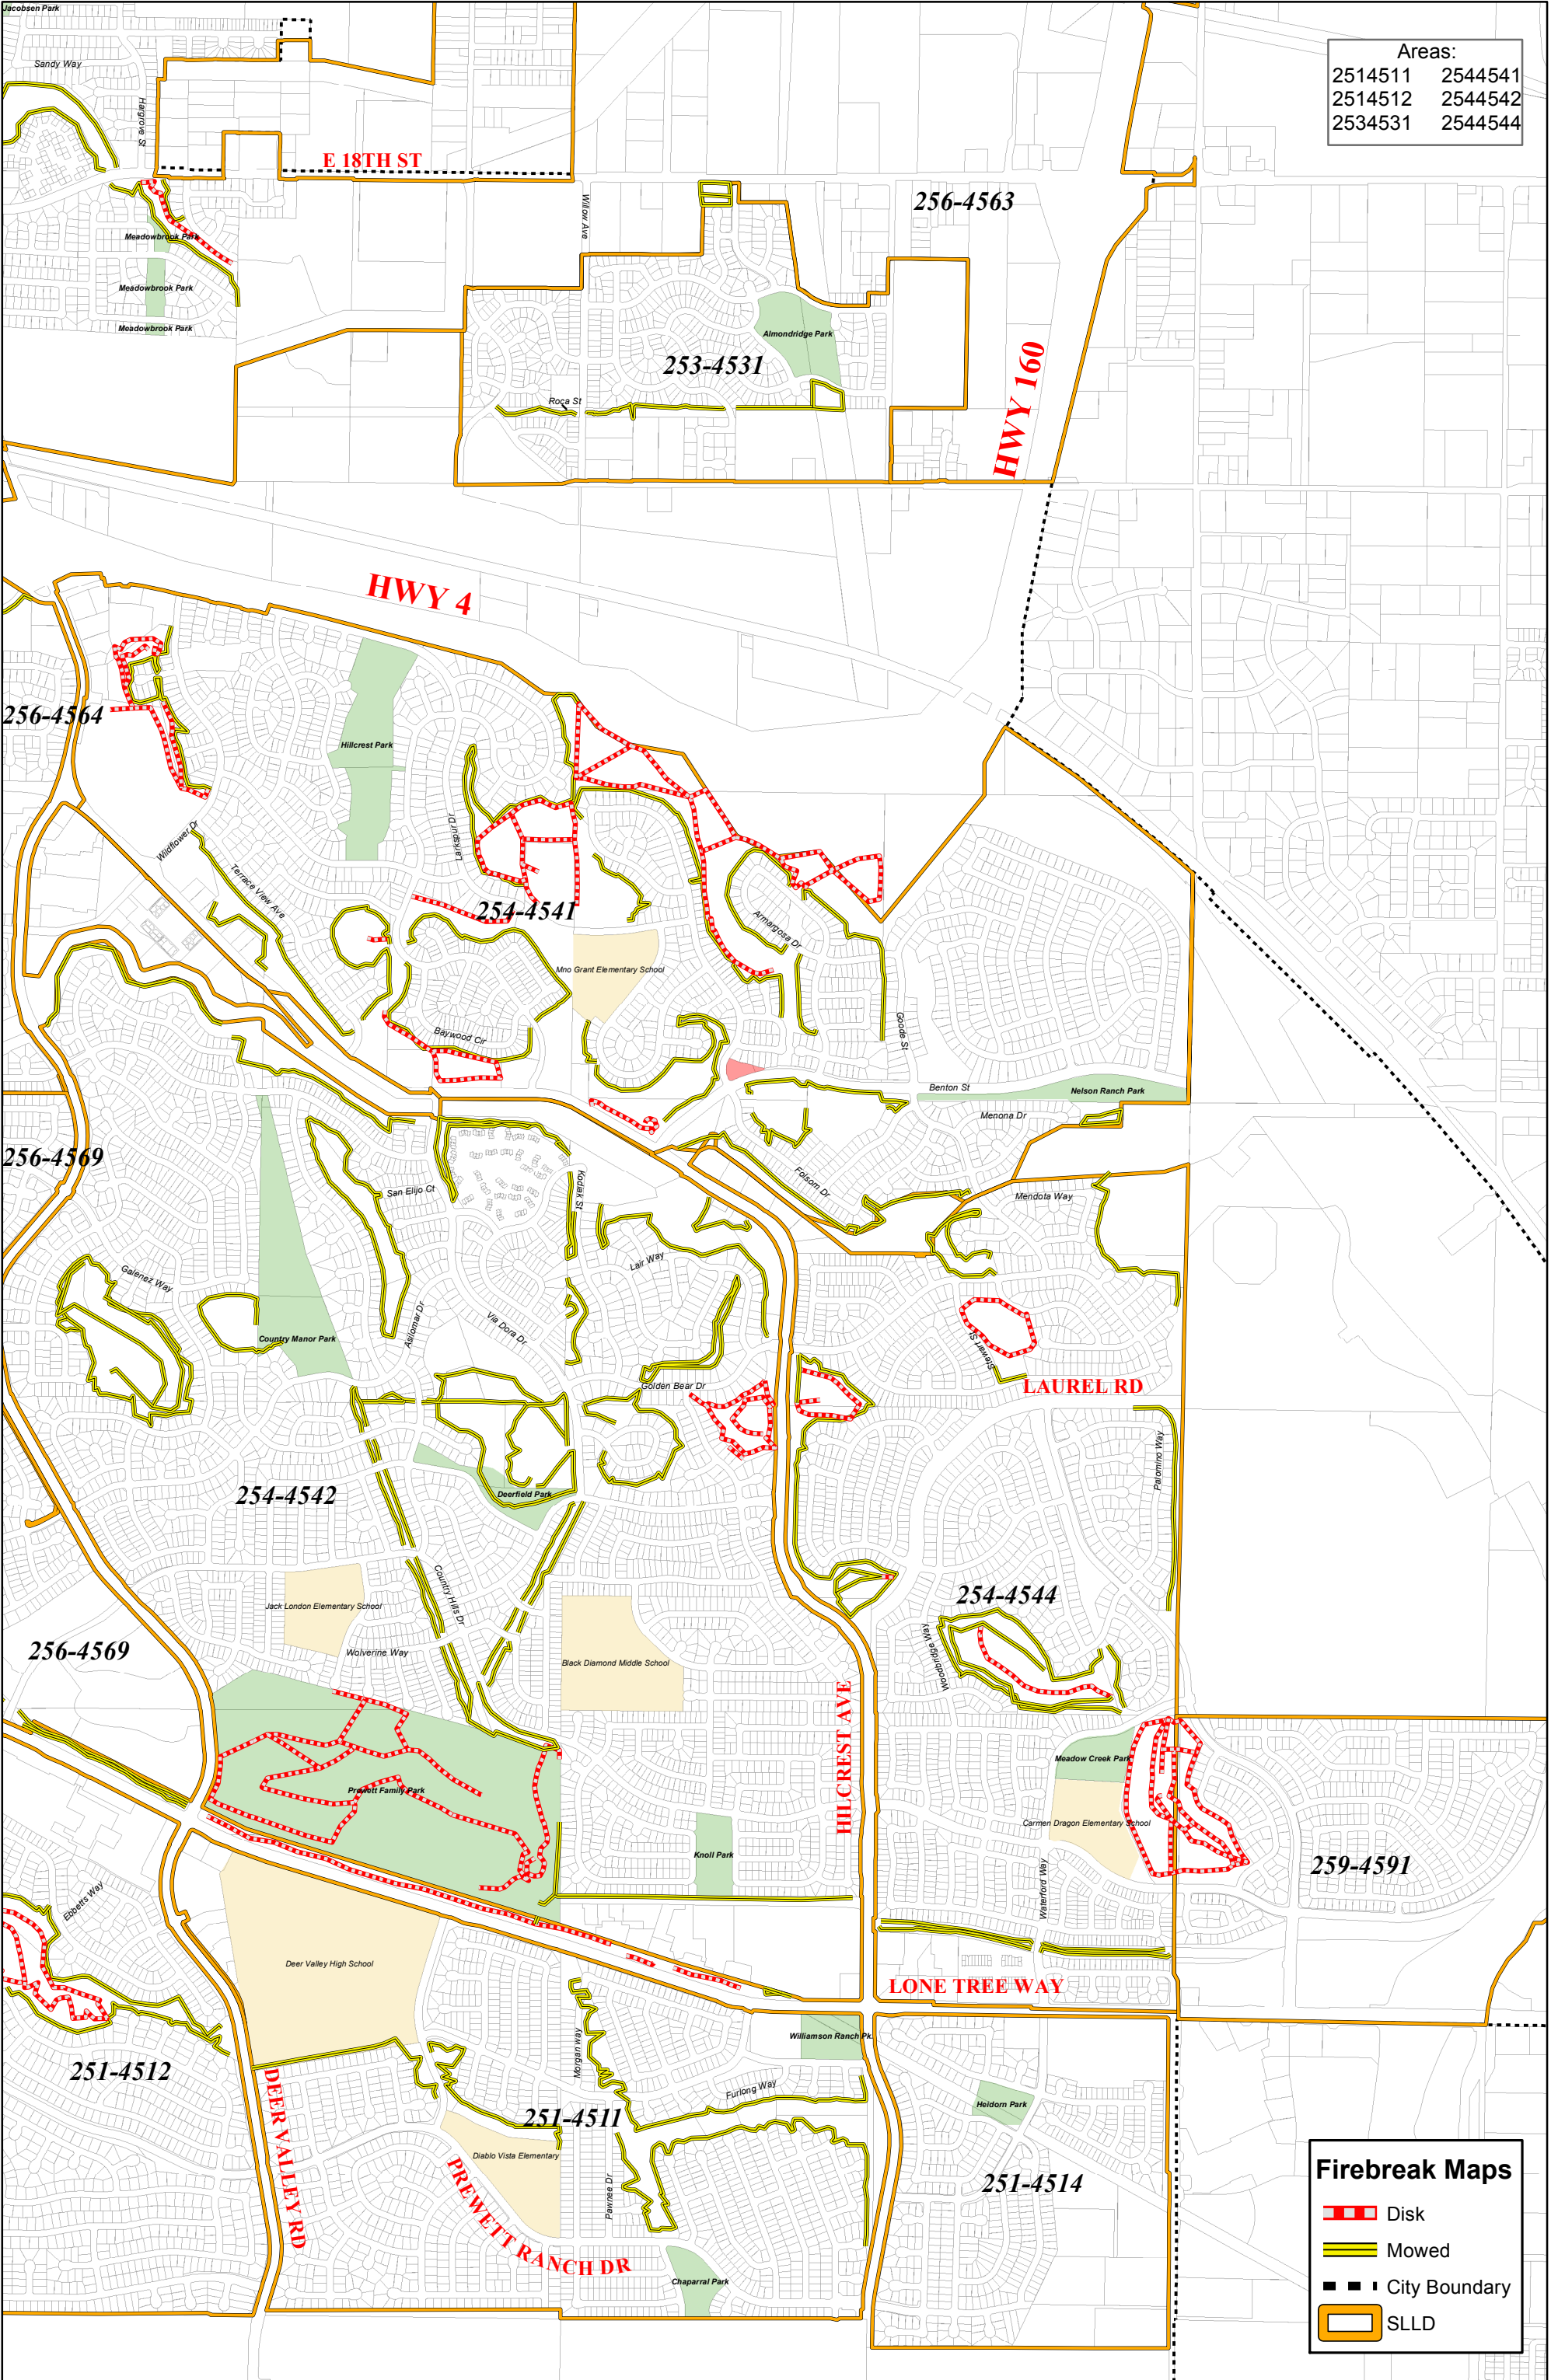 Jacobsen Park
Sandy Way
Hargrove St
Areas:
2514511 2544541
2514512 2544542
2534531 2544544
E 18TH ST
256-4563
Willow Ave
Meadowbrook Park
Meadowbrook Park
Meadowbrook Park
Almondridge Park
253-4531
HWY 160
Roca St
HWY 4
256-4564
Hillcrest Park
Larkspur Dr
Wildflower Dr
Terrace View Ave
254-4541
Armargosa Dr
Mno Grant Elementary School
Goode St
Baywood Cir
Benton St
Nelson Ranch Park
Menona Dr
256-4569
San Elijo Ct
Kodiak St
Folsom Dr
Mendota Way
Lair Way
Galenez Way
Asilomar Dr
Via Dora Dr
Country Manor Park
Stewart St
Golden Bear Dr
LAUREL RD
Palomino Way
254-4542
Deerfield Park
Country Hills Dr
Jack London Elementary School
254-4544
Woodbridge Way
256-4569
Wolverine Way
Black Diamond Middle School
HILCREST AVE
Meadow Creek Park
Prewett Family Park
Carmen Dragon Elementary School
Knoll Park
259-4591
Ebbetts Way
Waterford Way
Deer Valley High School
LONE TREE WAY
Williamson Ranch Pk.
251-4512
Morgan way
DEER VALLEY RD
Furlong Way
Heidorn Park
251-4511
Diablo Vista Elementary
Pawnee Dr
251-4514
PREWETT RANCH DR
Chaparral Park
Firebreak Maps
Disk
Mowed
City Boundary
SLLD